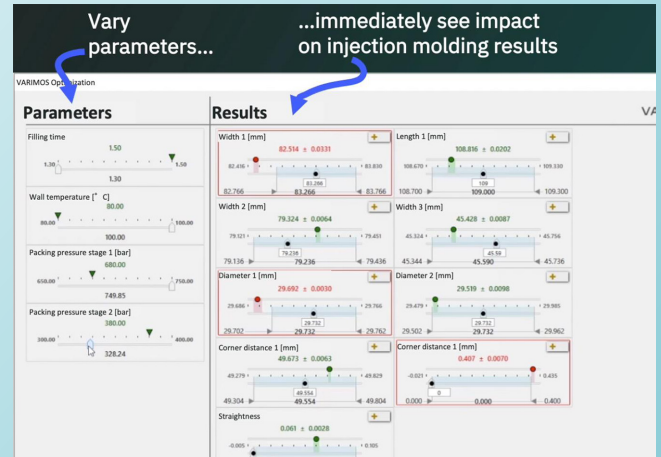 Vary
parameters...
...immediately see impact
on injection molding results
VARIMOS Optimization
Parameters
Results
VA
Filling time
1.50
1.30
1.50
1.30
Wall temperature [° C]
80.00
80.00
100.00
100.00
Packing pressure stage 1 [bar]
680.00
650.00
750.00
749.85
Packing pressure stage 2 [bar]
380.00
300.00
400.00
328.24
Width 1 [mm]
82.514 ± 0.0331
82.416
83.830
83.266
82.766
83.266
83.766
Length 1 [mm]
108.816 ± 0.0202
108.670
109.330
109
108.700
109.000
109.300
Width 2 [mm]
79.324 ± 0.0064
79.121
79.451
79.236
79.136
79.236
79.436
Width 3 [mm]
45.428 ± 0.0087
45.324
45.756
45.59
45.344
45.590
45.736
Diameter 1 [mm]
29.692 ± 0.0030
29.686
29.766
29.732
29.702
29.732
29.762
Diameter 2 [mm]
29.519 ± 0.0098
29.479
29.985
29.732
29.502
29.732
29.962
Corner distance 1 [mm]
49.673 ± 0.0063
49.279
49.829
49.554
49.304
49.554
49.804
Corner distance 1 [mm]
0.407 ± 0.0070
-0.021
0.435
0
0.000
0.000
0.400
Straightness
0.061 ± 0.0028
-0.005
0.105